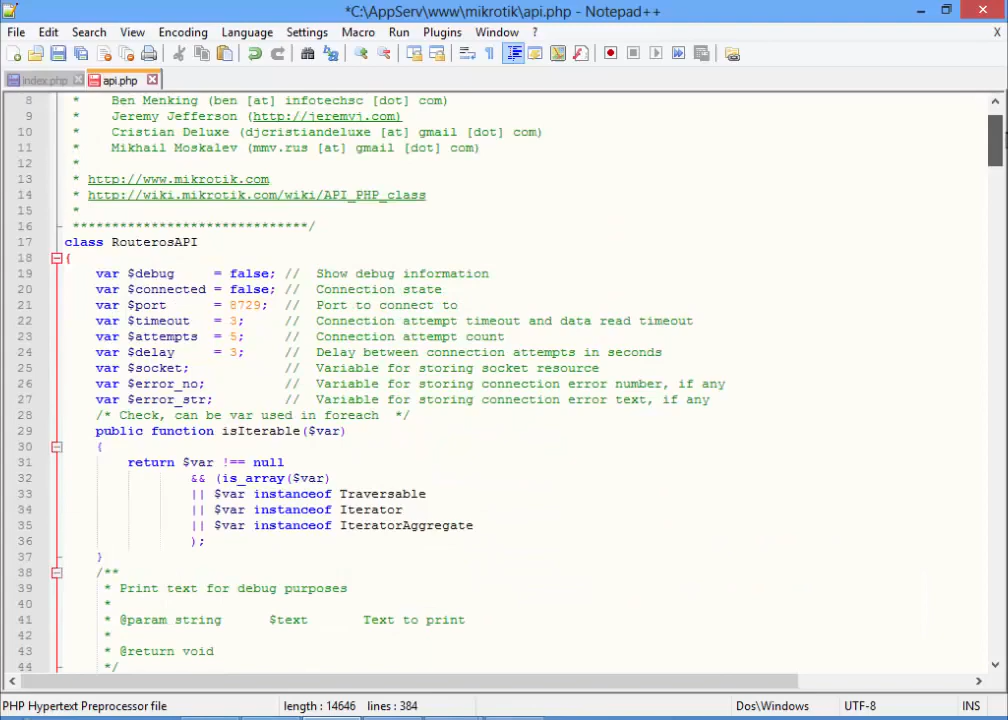 *C:\AppServ\www\mikrotik\api.php - Notepad++
File Edit Search View Encoding Language Settings Macro Run Plugins Window ? X
index.php api.php
8 * Ben Menking (ben [at] infotechsc [dot] com)
9 * Jeremy Jefferson (http://jeremyj.com)
10 * Cristian Deluxe (djcristiandeluxe [at] gmail [dot] com)
11 * Mikhail Moskalev (mmv.rus [at] gmail [dot] com)
12 *
13 * http://www.mikrotik.com
14 * http://wiki.mikrotik.com/wiki/API_PHP_class
15 *
16 ******************************/
17 class RouterosAPI
18 {
19 var $debug = false; // Show debug information
20 var $connected = false; // Connection state
21 var $port = 8729; // Port to connect to
22 var $timeout = 3; // Connection attempt timeout and data read timeout
23 var $attempts = 5; // Connection attempt count
24 var $delay = 3; // Delay between connection attempts in seconds
25 var $socket; // Variable for storing socket resource
26 var $error_no; // Variable for storing connection error number, if any
27 var $error_str; // Variable for storing connection error text, if any
28 /* Check, can be var used in foreach */
29 public function isIterable($var)
30 {
31 return $var !== null
32 && (is_array($var)
33 || $var instanceof Traversable
34 || $var instanceof Iterator
35 || $var instanceof IteratorAggregate
36 );
37 }
38 /**
39 * Print text for debug purposes
40 *
41 * @param string $text Text to print
42 *
43 * @return void
44 */
PHP Hypertext Preprocessor file length : 14646 lines : 384 Dos\Windows UTF-8 INS